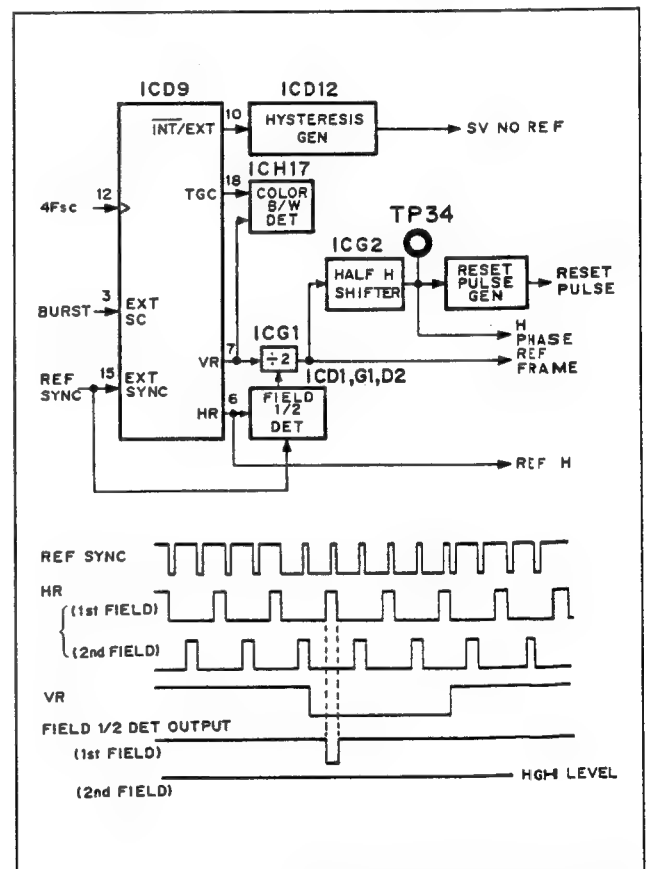 ICD9
ICD12
10
INT/EXT
HYSTERESIS
GEN
SV NO REF
ICH17
18
TGC
COLOR
B/W
DET
12
4Fsc
TP34
ICG2
HALF H
SHIFTER
RESET
PULSE
GEN
RESET
PULSE
3
BURST
EXT
SC
ICG1
H
PHASE
7
VR
÷2
REF
FRAME
ICD1,G1,D2
15
REF
SYNC
EXT
SYNC
6
HR
FIELD
1/2
DET
REF H
REF SYNC
HR
(1st FIELD)
(2nd FIELD)
VR
FIELD 1/2 DET OUTPUT
(1st FIELD)
HGHI LEVEL
(2nd FIELD)